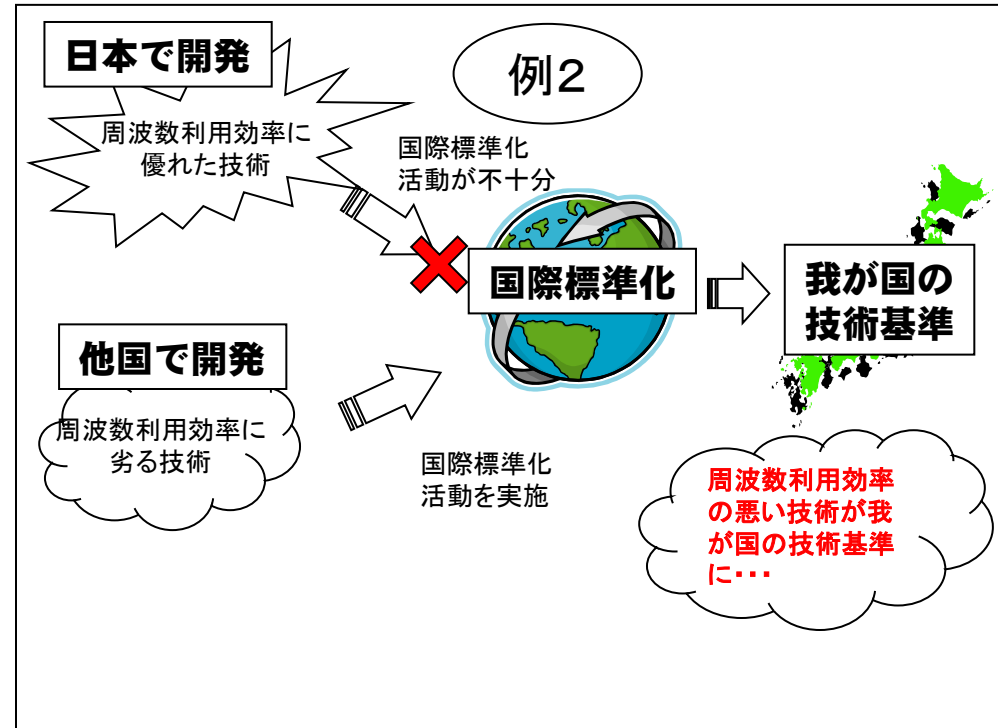 日本で開発
例2
周波数利用効率に
優れた技術
国際標準化
活動が不十分
国際標準化
我が国の
技術基準
他国で開発
周波数利用効率に
劣る技術
国際標準化
活動を実施
周波数利用効率
の悪い技術が我
が国の技術基準
に・・・